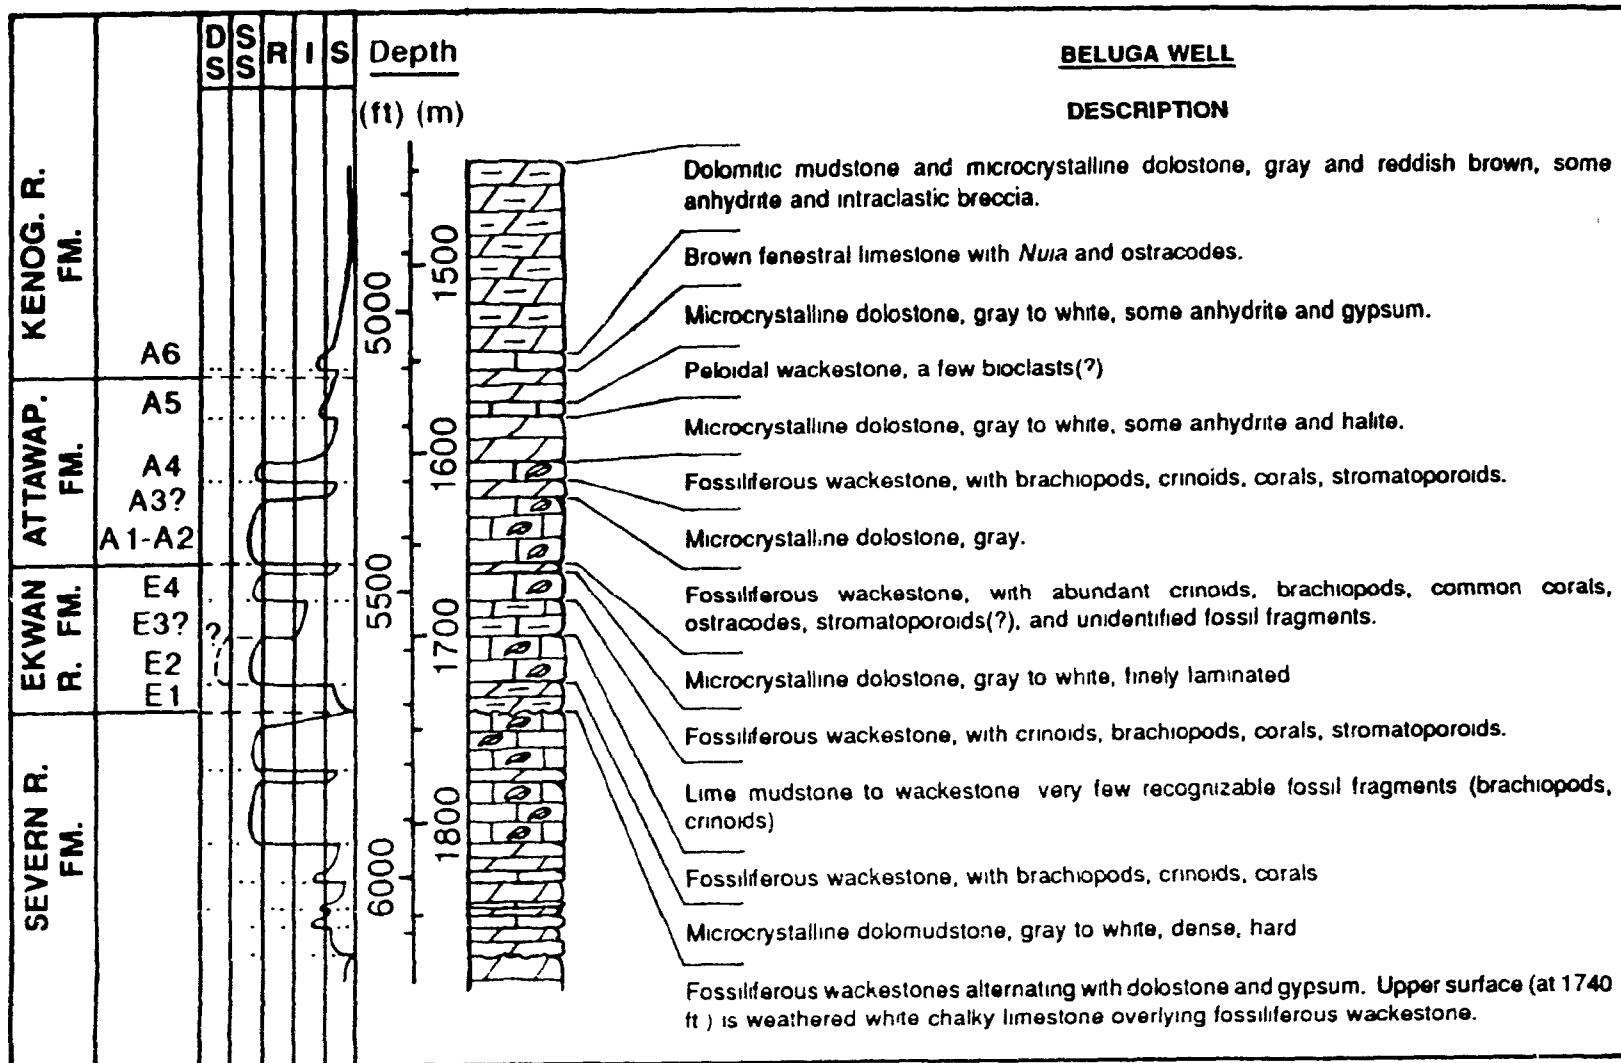 D S
S S
R
I
S
Depth
(ft) (m)
BELUGA WELL
DESCRIPTION
KENOG. R.
FM.
ATTAWAP.
FM.
EKWAN
R. FM.
SEVERN R.
FM.
A6
A5
A4
A3?
A1-A2
E4
E3?
E2
E1
?
5000
5500
6000
1500
1600
1700
1800
Dolomitic mudstone and microcrystalline dolostone, gray and reddish brown, some
anhydrite and intraclastic breccia.
Brown fenestral limestone with Nuia and ostracodes.
Microcrystalline dolostone, gray to white, some anhydrite and gypsum.
Peloidal wackestone, a few bioclasts(?)
Microcrystalline dolostone, gray to white, some anhydrite and halite.
Fossiliferous wackestone, with brachiopods, crinoids, corals, stromatoporoids.
Microcrystalline dolostone, gray.
Fossiliferous wackestone, with abundant crinoids, brachiopods, common corals,
ostracodes, stromatoporoids(?), and unidentified fossil fragments.
Microcrystalline dolostone, gray to white, finely laminated
Fossiliferous wackestone, with crinoids, brachiopods, corals, stromatoporoids.
Lime mudstone to wackestone very few recognizable fossil fragments (brachiopods,
crinoids)
Fossiliferous wackestone, with brachiopods, crinoids, corals
Microcrystalline dolomudstone, gray to white, dense, hard
Fossiliferous wackestones alternating with dolostone and gypsum. Upper surface (at 1740
ft ) is weathered white chalky limestone overlying fossiliferous wackestone.